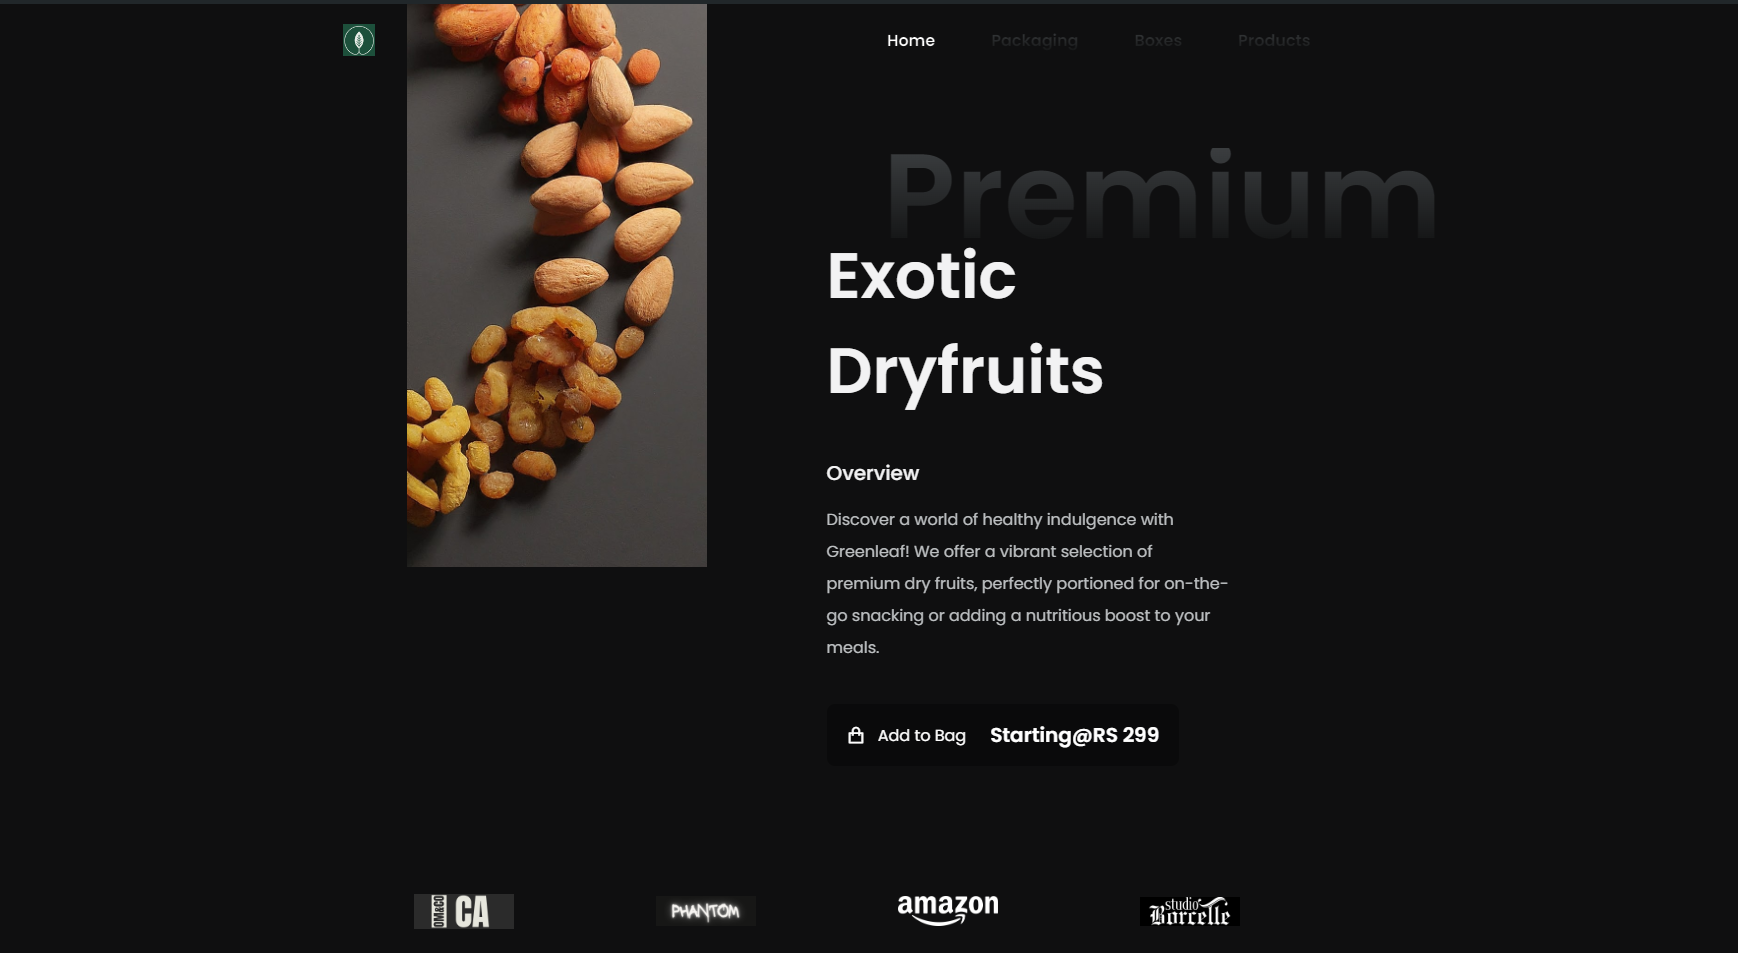 Home Packaging Boxes Products
Premium
Exotic
Dryfruits
Overview
Discover a world of healthy indulgence with
Greenleaf! We offer a vibrant selection of
premium dry fruits, perfectly portioned for on-the-
go snacking or adding a nutritious boost to your
meals.
Add to Bag Starting@RS 299
OM&CO CA
PHANTOM
amazon
studio
Borcelle